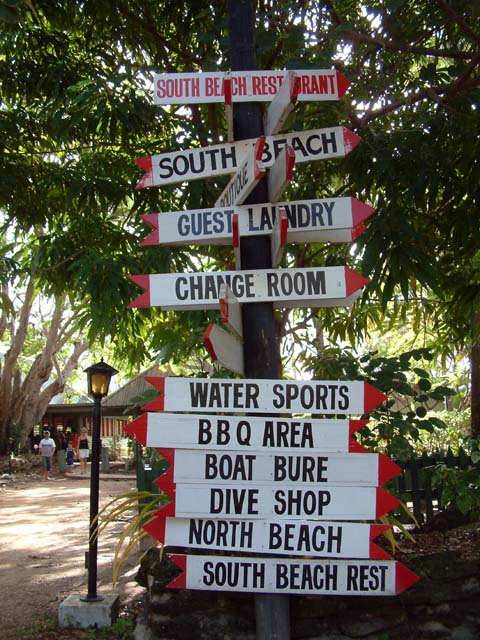 SOUTH BEACH RESTAURANT
SOUTH BEACH
BOUTIQUE
GUEST LAUNDRY
CHANGE ROOM
WATER SPORTS
BBQ AREA
BOAT BURE
DIVE SHOP
NORTH BEACH
SOUTH BEACH REST